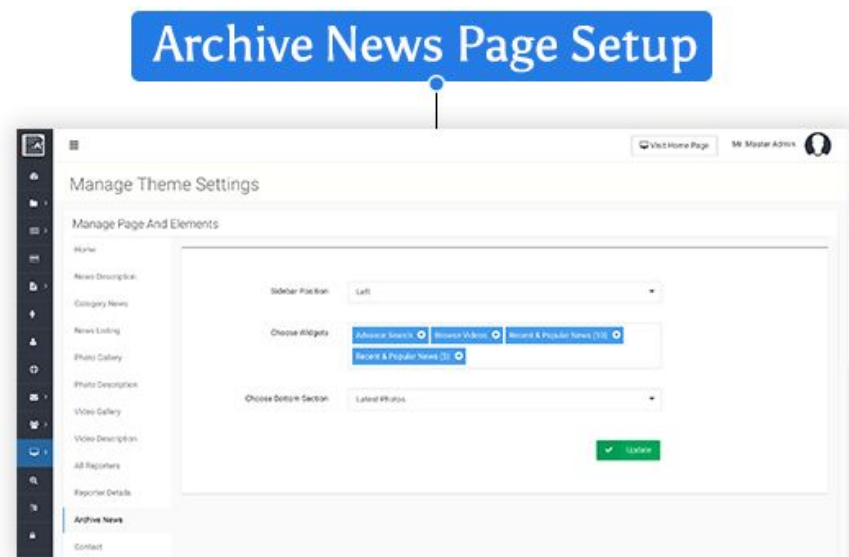 Archive News Page Setup
Visit Home Page
Mr. Master Admin
Manage Theme Settings
Manage Page And Elements
Home
News Description
Category News
News Listing
Photo Gallery
Photo Description
Video Gallery
Video Description
All Reporters
Reporter Details
Archive News
Contact
Sidebar Position
Left
Choose Widgets
Advance Search
Browse Videos
Recent & Popular News (10)
Recent & Popular News (5)
Choose Bottom Section
Latest Photos
Update